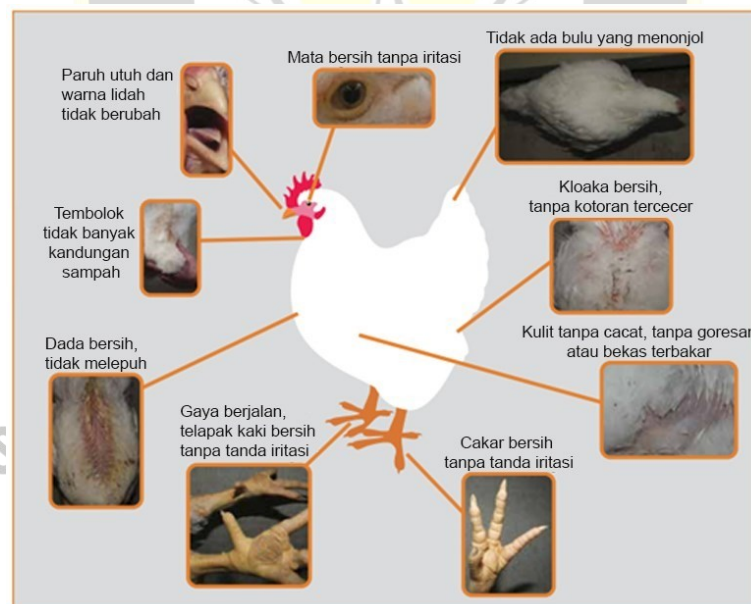 Paruh utuh dan
warna lidah
tidak berubah
Mata bersih tanpa iritasi
Tidak ada bulu yang menonjol
Tembolok
tidak banyak
kandungan
sampah
Kloaka bersih,
tanpa kotoran tercecer
Dada bersih,
tidak melepuh
Kulit tanpa cacat, tanpa goresan
atau bekas terbakar
Gaya berjalan,
telapak kaki bersih
tanpa tanda iritasi
Cakar bersih
tanpa tanda iritasi